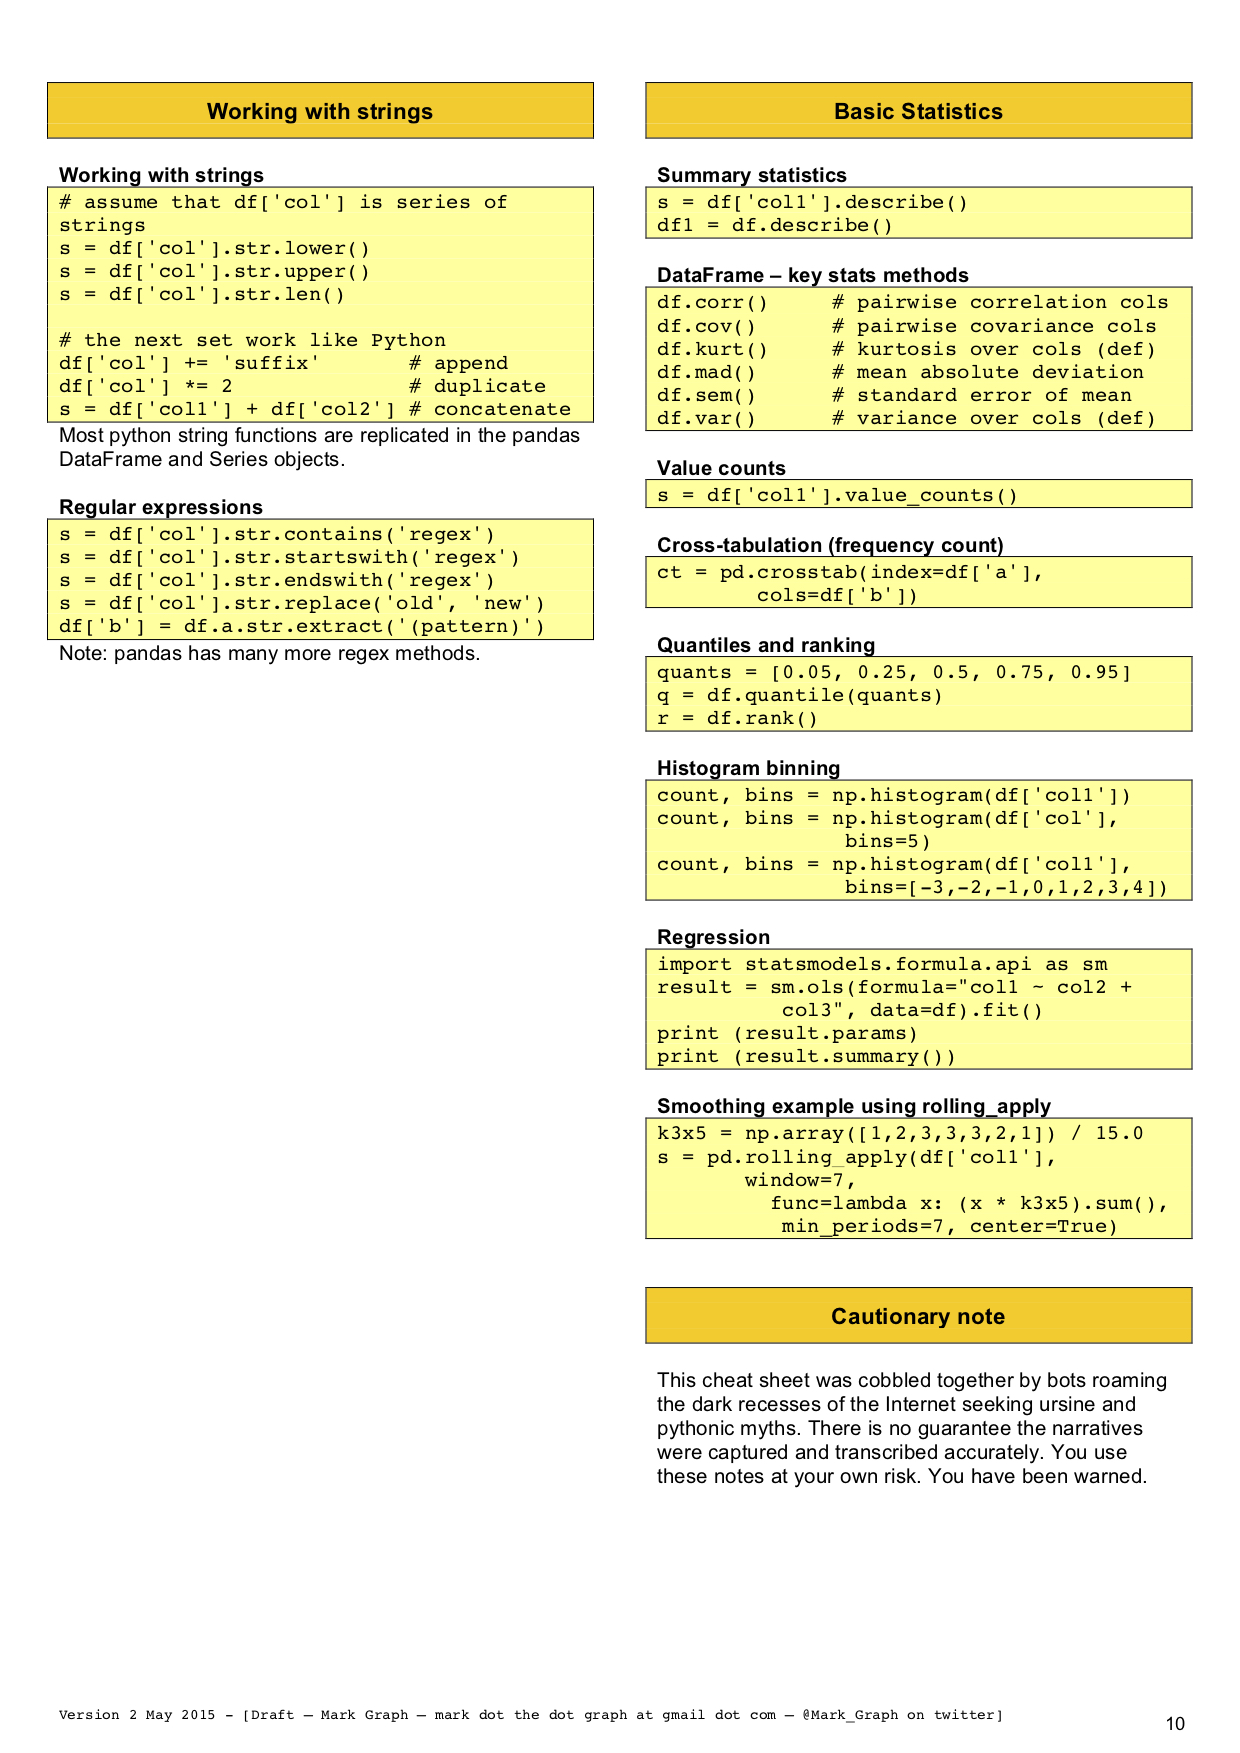 Working with strings
Working with strings
# assume that df['col'] is series of
strings
s = df['col'].str.lower()
s = df['col'].str.upper()
s = df['col'].str.len()
# the next set work like Python
df['col'] += 'suffix'       # append
df['col'] *= 2              # duplicate
s = df['col1'] + df['col2'] # concatenate
Most python string functions are replicated in the pandas
DataFrame and Series objects.
Regular expressions
s = df['col'].str.contains('regex')
s = df['col'].str.startswith('regex')
s = df['col'].str.endswith('regex')
s = df['col'].str.replace('old', 'new')
df['b'] = df.a.str.extract('(pattern)')
Note: pandas has many more regex methods.
Basic Statistics
Summary statistics
s = df['col1'].describe()
df1 = df.describe()
DataFrame – key stats methods
df.corr()     # pairwise correlation cols
df.cov()      # pairwise covariance cols
df.kurt()     # kurtosis over cols (def)
df.mad()      # mean absolute deviation
df.sem()      # standard error of mean
df.var()      # variance over cols (def)
Value counts
s = df['col1'].value_counts()
Cross-tabulation (frequency count)
ct = pd.crosstab(index=df['a'],
        cols=df['b'])
Quantiles and ranking
quants = [0.05, 0.25, 0.5, 0.75, 0.95]
q = df.quantile(quants)
r = df.rank()
Histogram binning
count, bins = np.histogram(df['col1'])
count, bins = np.histogram(df['col'],
               bins=5)
count, bins = np.histogram(df['col1'],
               bins=[-3,-2,-1,0,1,2,3,4])
Regression
import statsmodels.formula.api as sm
result = sm.ols(formula="col1 ~ col2 +
          col3", data=df).fit()
print (result.params)
print (result.summary())
Smoothing example using rolling_apply
k3x5 = np.array([1,2,3,3,3,2,1]) / 15.0
s = pd.rolling_apply(df['col1'],
       window=7,
         func=lambda x: (x * k3x5).sum(),
          min_periods=7, center=True)
Cautionary note
This cheat sheet was cobbled together by bots roaming
the dark recesses of the Internet seeking ursine and
pythonic myths. There is no guarantee the narratives
were captured and transcribed accurately. You use
these notes at your own risk. You have been warned.
Version 2 May 2015 - [Draft – Mark Graph – mark dot the dot graph at gmail dot com – @Mark_Graph on twitter]
10